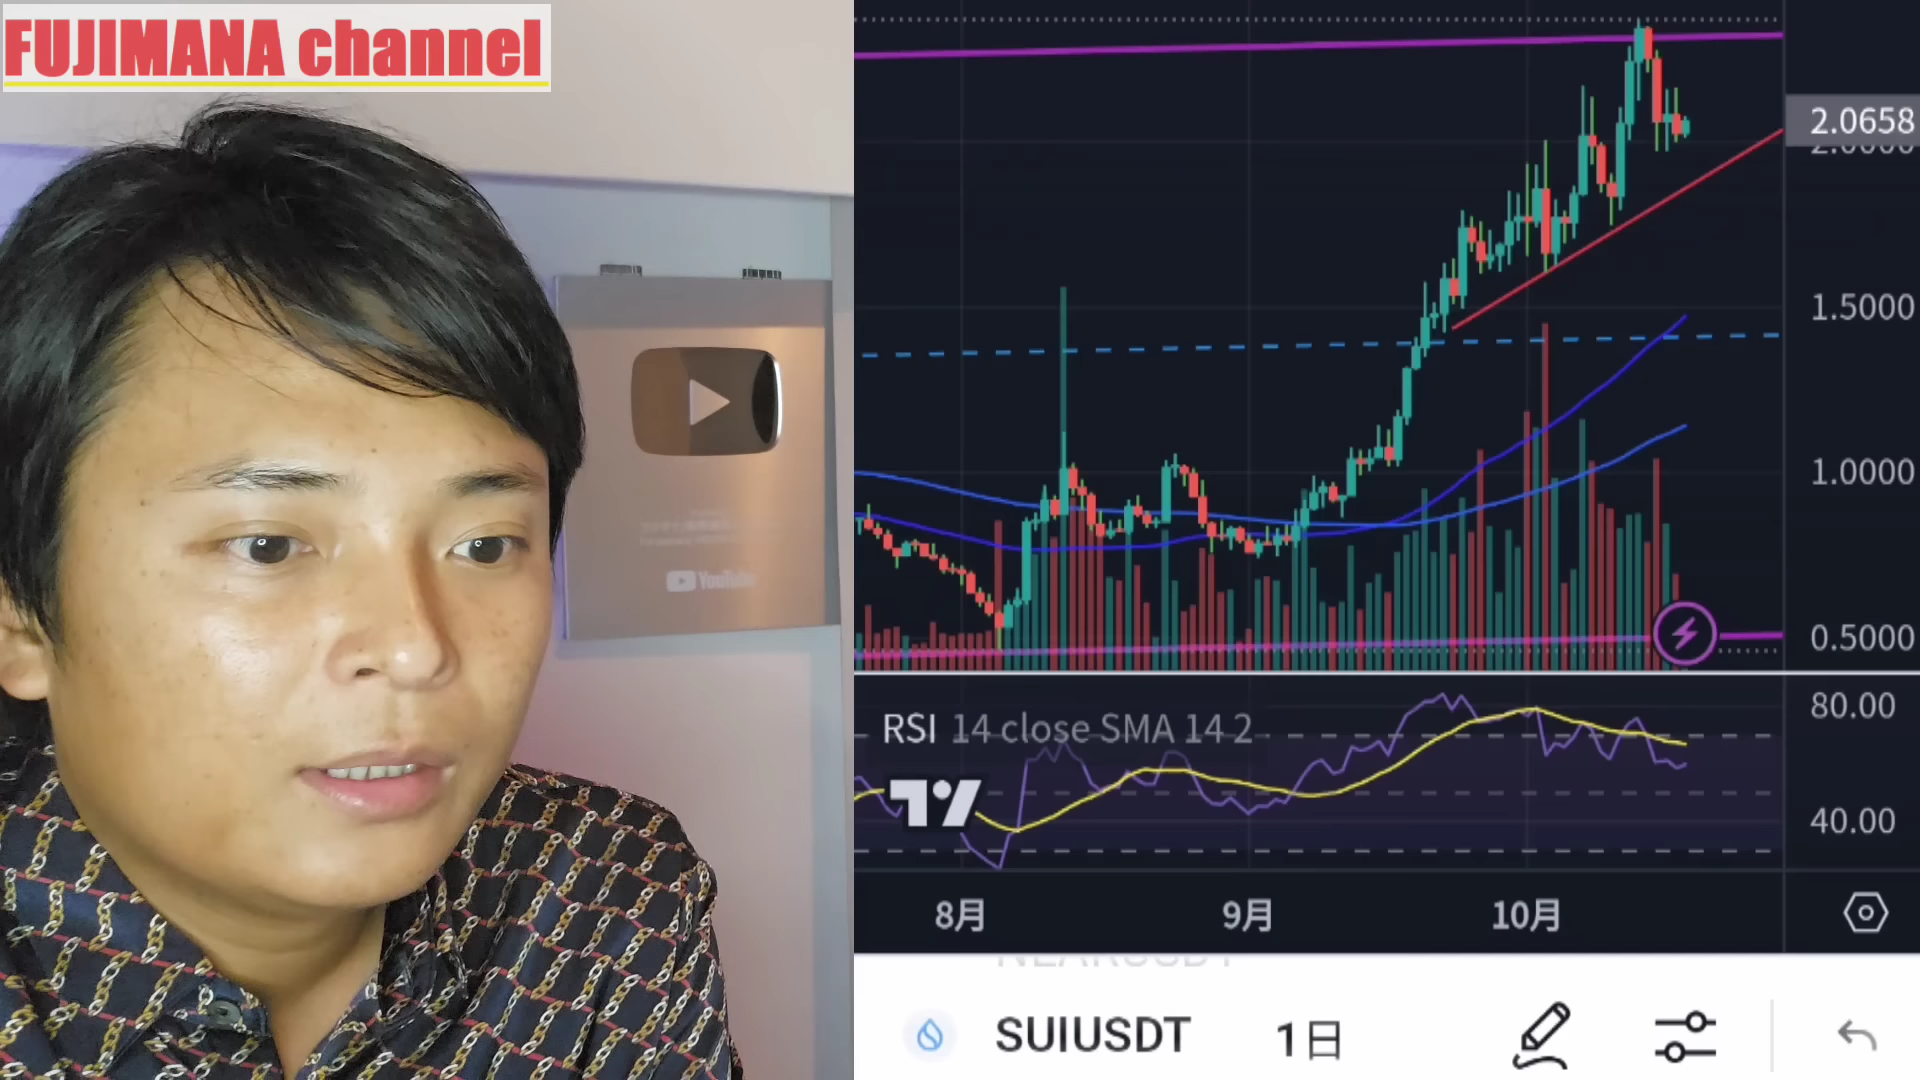 FUJIMANA channel
YouTube
2.0658
1.5000
1.0000
0.5000
RSI 14 close SMA 14 2
80.00
40.00
8月
9月
10月
SUIUSDT
1日